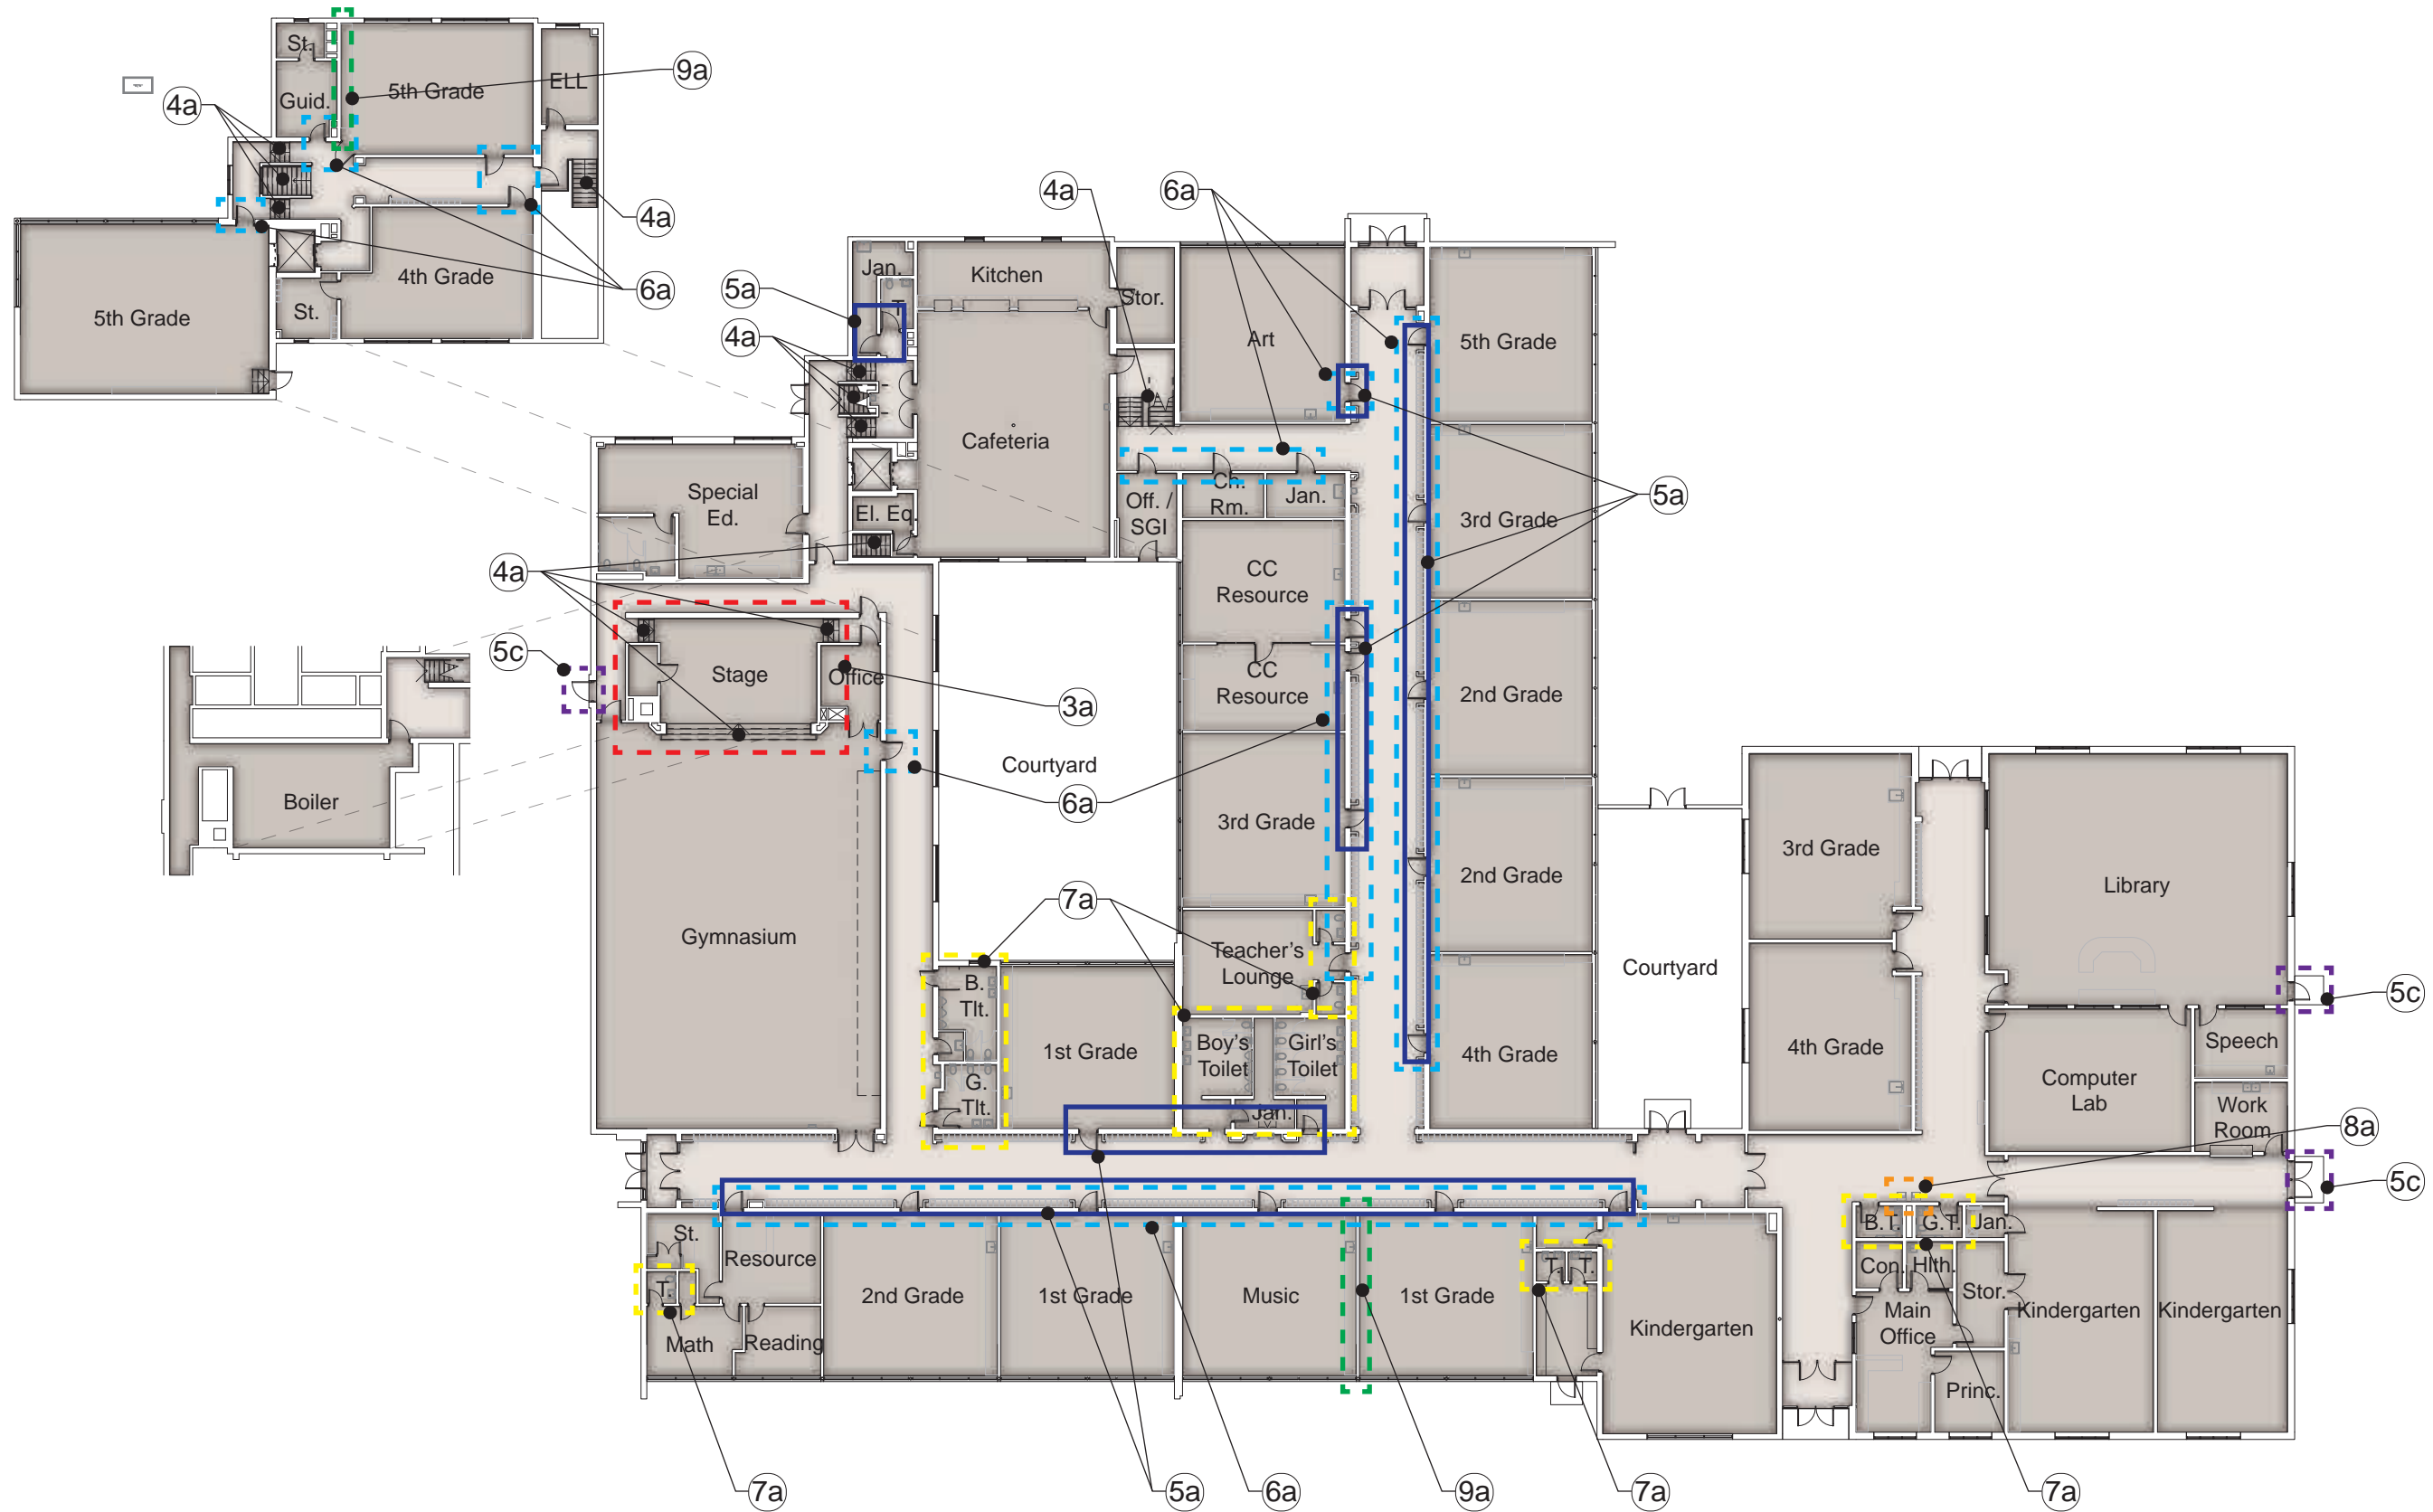 9a
St.
5th Grade
ELL
4a
Guid.
4a
4a
6a
5th Grade
4th Grade
6a
St.
5a
Jan.
Kitchen
Stor.
T.
4a
Art
5th Grade
Cafeteria
Special
Ed.
Off. /
SGI
Ch.
Rm.
Jan.
5a
3rd Grade
El. Eq.
4a
CC
Resource
5c
Stage
Office
3a
CC
Resource
2nd Grade
Courtyard
6a
Boiler
3rd Grade
2nd Grade
3rd Grade
Library
7a
Gymnasium
Teacher's
Lounge
Courtyard
B.
Tlt.
5c
1st Grade
Boy's
Toilet
Girl's
Toilet
4th Grade
4th Grade
Speech
Computer
Lab
G.
Tlt.
Jan.
Work
Room
8a
5c
St.
B.T.
G.T.
Jan.
Resource
T.
T.
T.
Con.
Hlth.
Stor.
2nd Grade
1st Grade
Music
1st Grade
Kindergarten
Main
Office
Kindergarten
Kindergarten
Math
Reading
Princ.
7a
5a
6a
9a
7a
7a